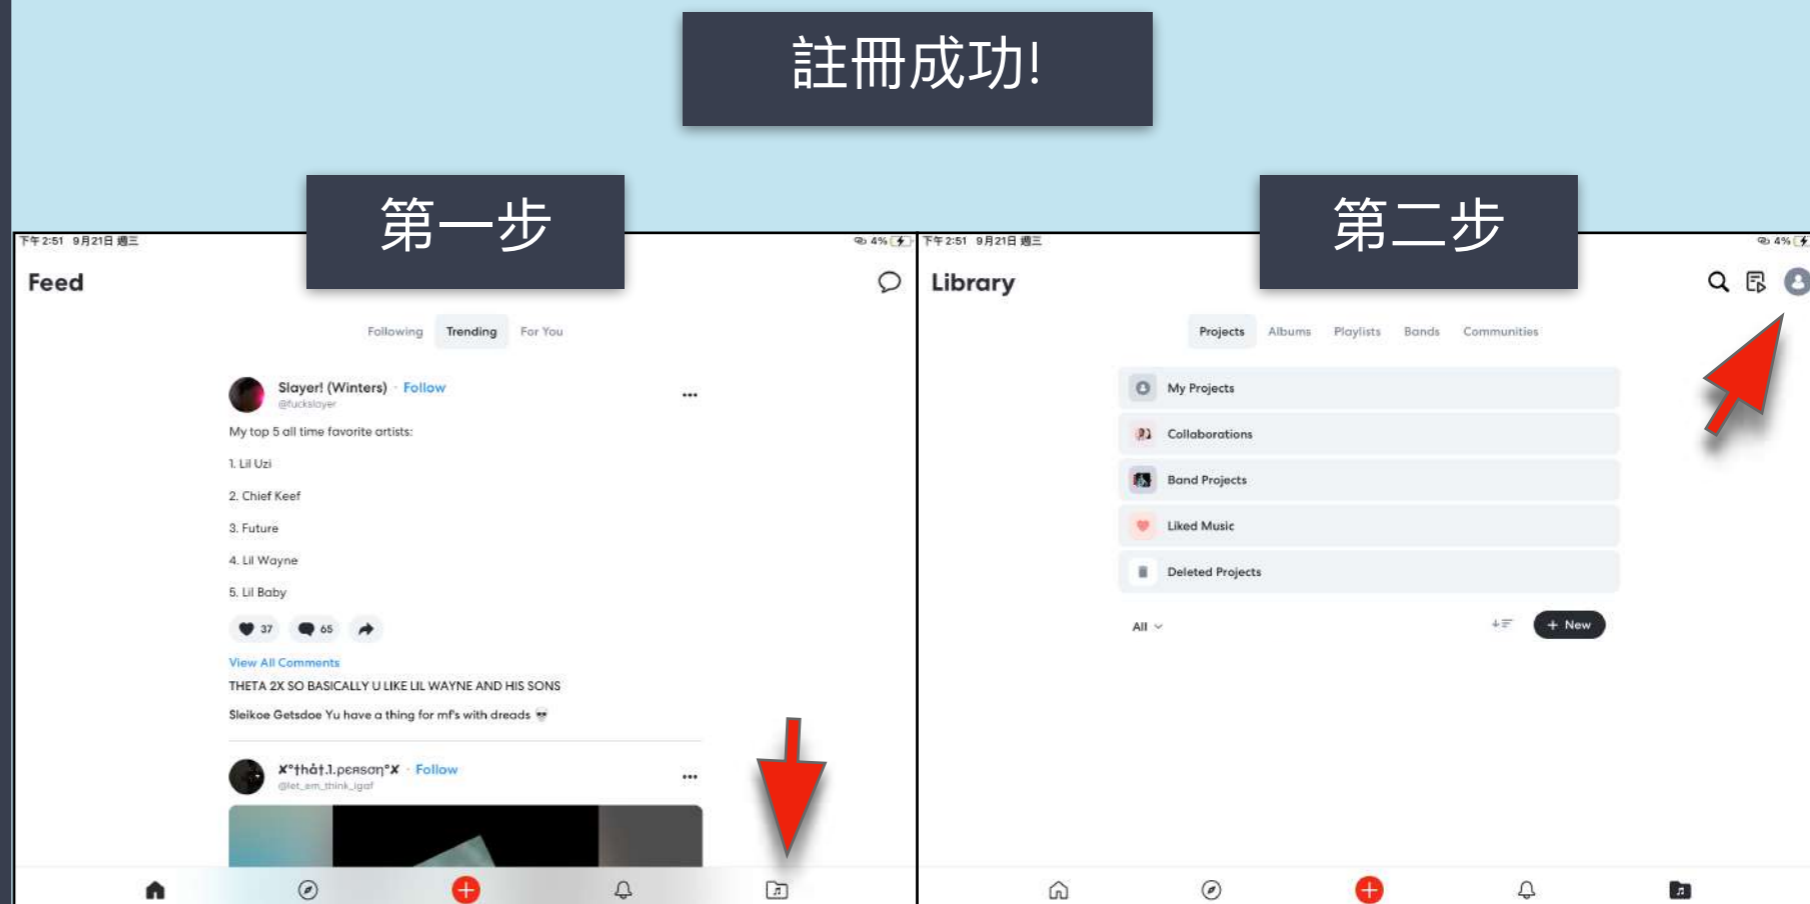 註冊成功!
第一步
下午2:51 9月21日 週三
4%
Feed
Following Trending For You
Slayer! (Winters) · Follow
@fuckslayer
My top 5 all time favorite artists:
1. Lil Uzi
2. Chief Keef
3. Future
4. Lil Wayne
5. Lil Baby
37 65
View All Comments
THETA 2X SO BASICALLY U LIKE LIL WAYNE AND HIS SONS
Sleikoe Getsdoe Yu have a thing for mf's with dreads 💀
· Follow
@let_em_think_igaf
第二步
下午2:51 9月21日 週三
4%
Library
Projects Albums Playlists Bands Communities
My Projects
Collaborations
Band Projects
Liked Music
Deleted Projects
All
+ New